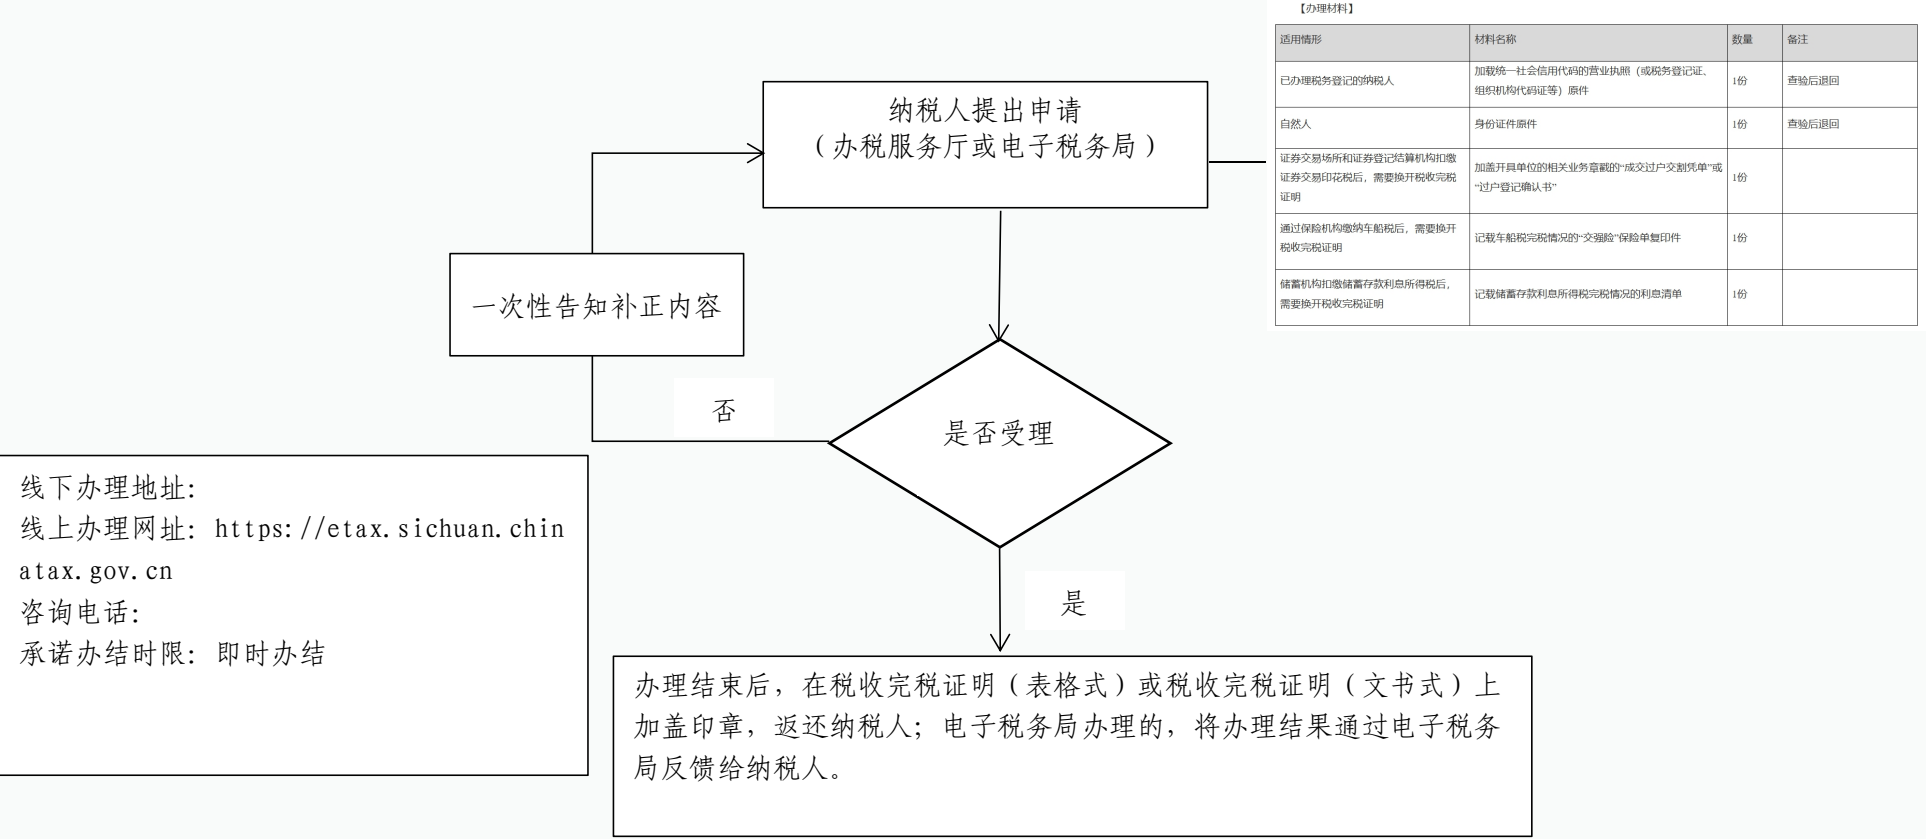 【办理材料】
适用情形 材料名称 数量 备注
已办理税务登记的纳税人 加载统一社会信用代码的营业执照（或税务登记证、
组织机构代码证等）原件 1份 查验后退回
自然人 身份证件原件 1份 查验后退回
证券交易场所和证券登记结算机构扣缴
证券交易印花税后，需要换开税收完税
证明
加盖开具单位的相关业务章戳的“成交过户交割凭单”或
“过户登记确认书”
1份
通过保险机构缴纳车船税后，需要换开
税收完税证明
记载车船税完税情况的“交强险”保险单复印件
1份
储蓄机构扣缴储蓄存款利息所得税后，
需要换开税收完税证明
记载储蓄存款利息所得税完税情况的利息清单
1份
纳税人提出申请
（办税服务厅或电子税务局）
一次性告知补正内容
否
是否受理
线下办理地址：
线上办理网址：https://etax.sichuan.chin
atax.gov.cn
咨询电话：
承诺办结时限：即时办结
是
办理结束后，在税收完税证明（表格式）或税收完税证明（文书式）上
加盖印章，返还纳税人；电子税务局办理的，将办理结果通过电子税务
局反馈给纳税人。